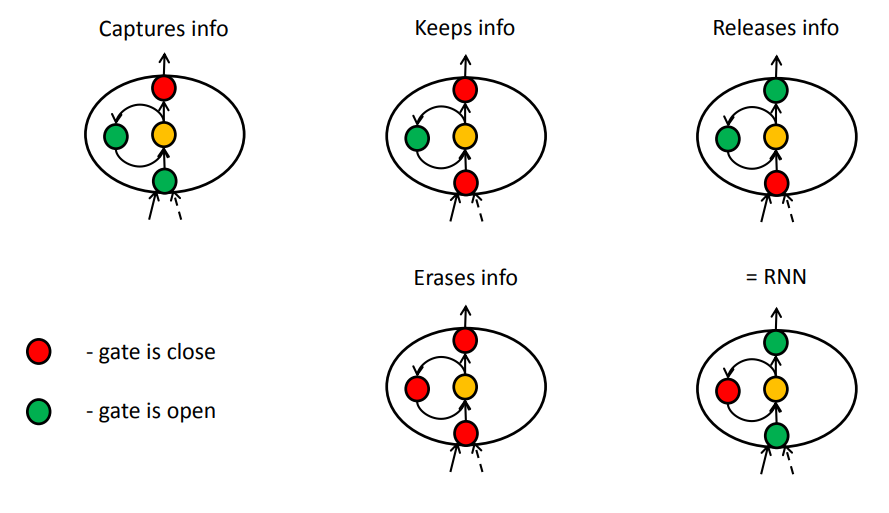 Captures info
Keeps info
Releases info
Erases info
= RNN
- gate is close
- gate is open